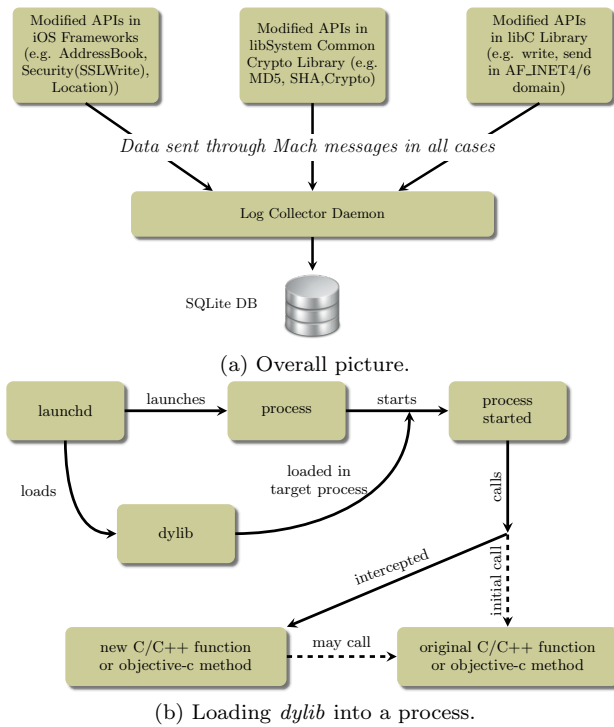 Modified APIs in
iOS Frameworks
(e.g. AddressBook,
Security(SSLWrite),
Location))
Modified APIs in
libSystem Common
Crypto Library (e.g.
MD5, SHA,Crypto)
Modified APIs
in libC Library
(e.g. write, send
in AF_INET4/6
domain)
Data sent through Mach messages in all cases
Log Collector Daemon
SQLite DB
(a) Overall picture.
launchd
launches
process
starts
process
started
loads
loaded in
target process
dylib
calls
intercepted
initial call
new C/C++ function
or objective-c method
may call
original C/C++ function
or objective-c method
(b) Loading dylib into a process.